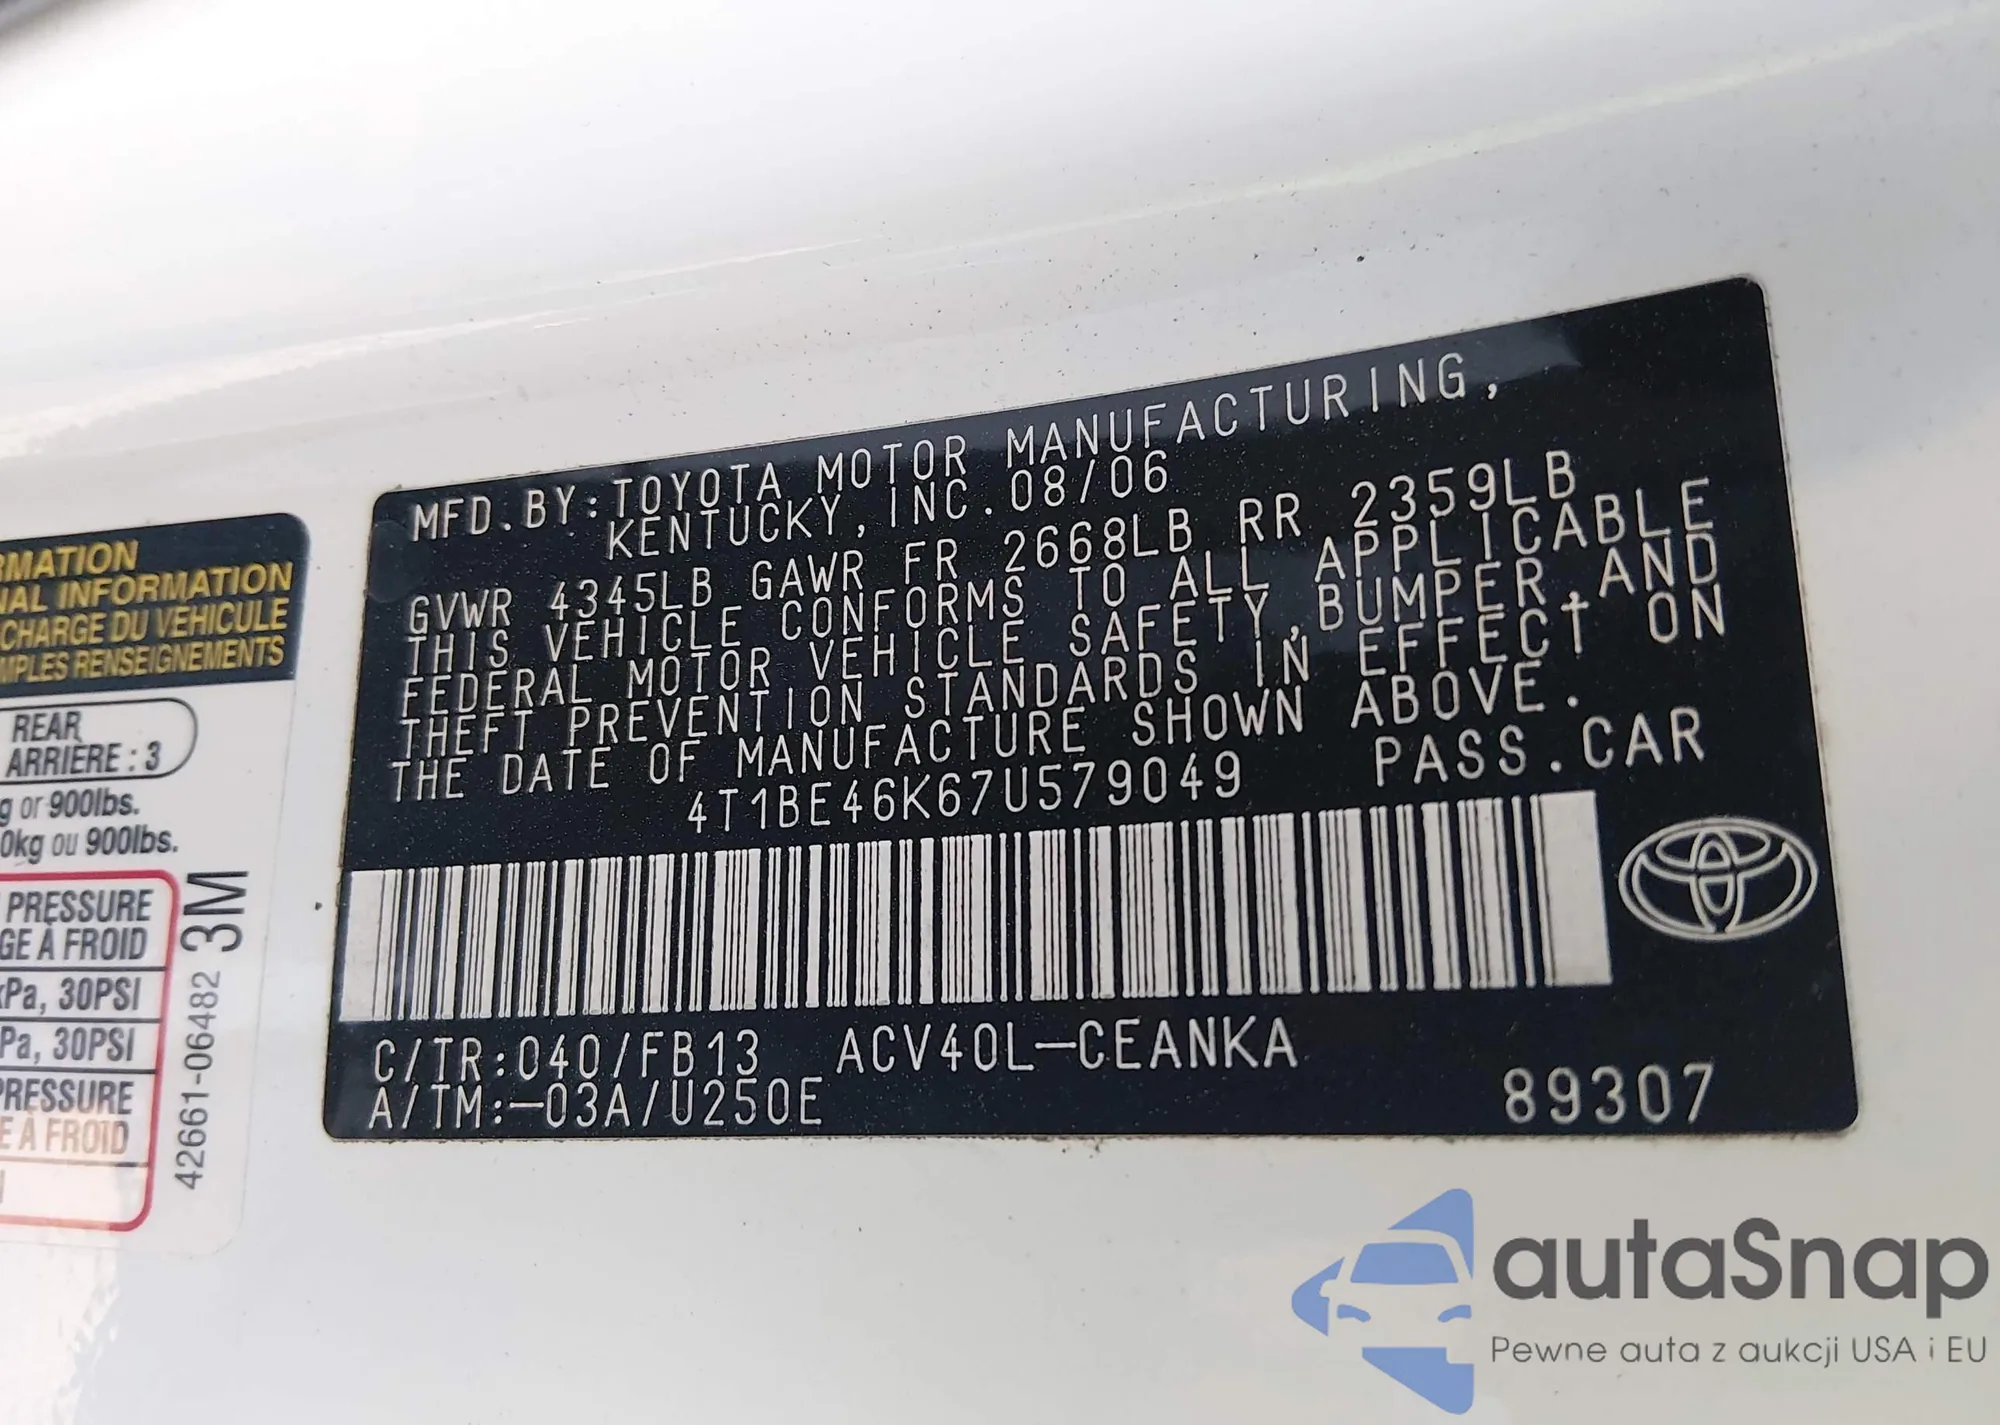 RMATION
NAL INFORMATION
CHARGE DU VÉHICULE
MPLES RENSEIGNEMENTS
REAR
ARRIÈRE : 3
g or 900lbs.
0kg ou 900lbs.
PRESSURE
GE À FROID
kPa, 30PSI
Pa, 30PSI
PRESSURE
E À FROID
42661-06482 3M
MFD.BY:TOYOTA MOTOR MANUFACTURING,
KENTUCKY,INC.08/06
GVWR 4345LB GAWR FR 2668LB RR 2359LB
THIS VEHICLE CONFORMS TO ALL APPLICABLE
FEDERAL MOTOR VEHICLE SAFETY,BUMPER,AND
THEFT PREVENTION STANDARDS IN EFFECT ON
THE DATE OF MANUFACTURE SHOWN ABOVE.
4T1BE46K67U579049 PASS.CAR
C/TR:040/FB13 ACV40L-CEANKA
A/TM:-03A/U250E 89307
autaSnap
Pewne auta z aukcji USA i EU